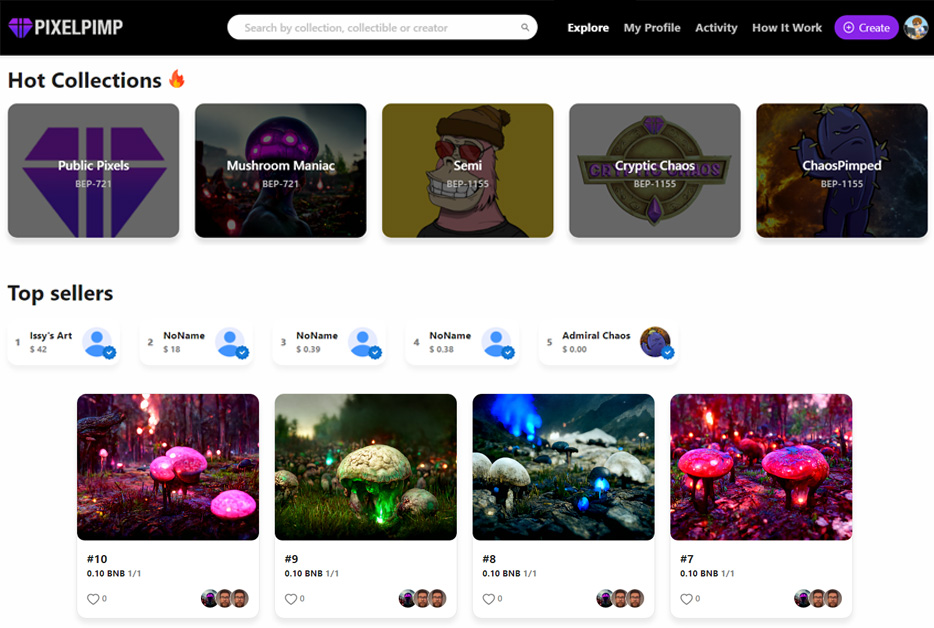 PIXELPIMP
Search by collection, collectible or creator
Explore
My Profile
Activity
How It Work
Create
Hot Collections 🔥
Public Pixels
BEP-721
Mushroom Maniac
BEP-721
Semi
BEP-1155
CRYPTIC CHAOS
Cryptic Chaos
BEP-1155
ChaosPimped
BEP-1155
Top sellers
1
Issy's Art
$ 42
2
NoName
$ 18
3
NoName
$ 0.39
4
NoName
$ 0.38
5
Admiral Chaos
$ 0.00
#10
0.10 BNB 1/1
0
#9
0.10 BNB 1/1
0
#8
0.10 BNB 1/1
0
#7
0.10 BNB 1/1
0